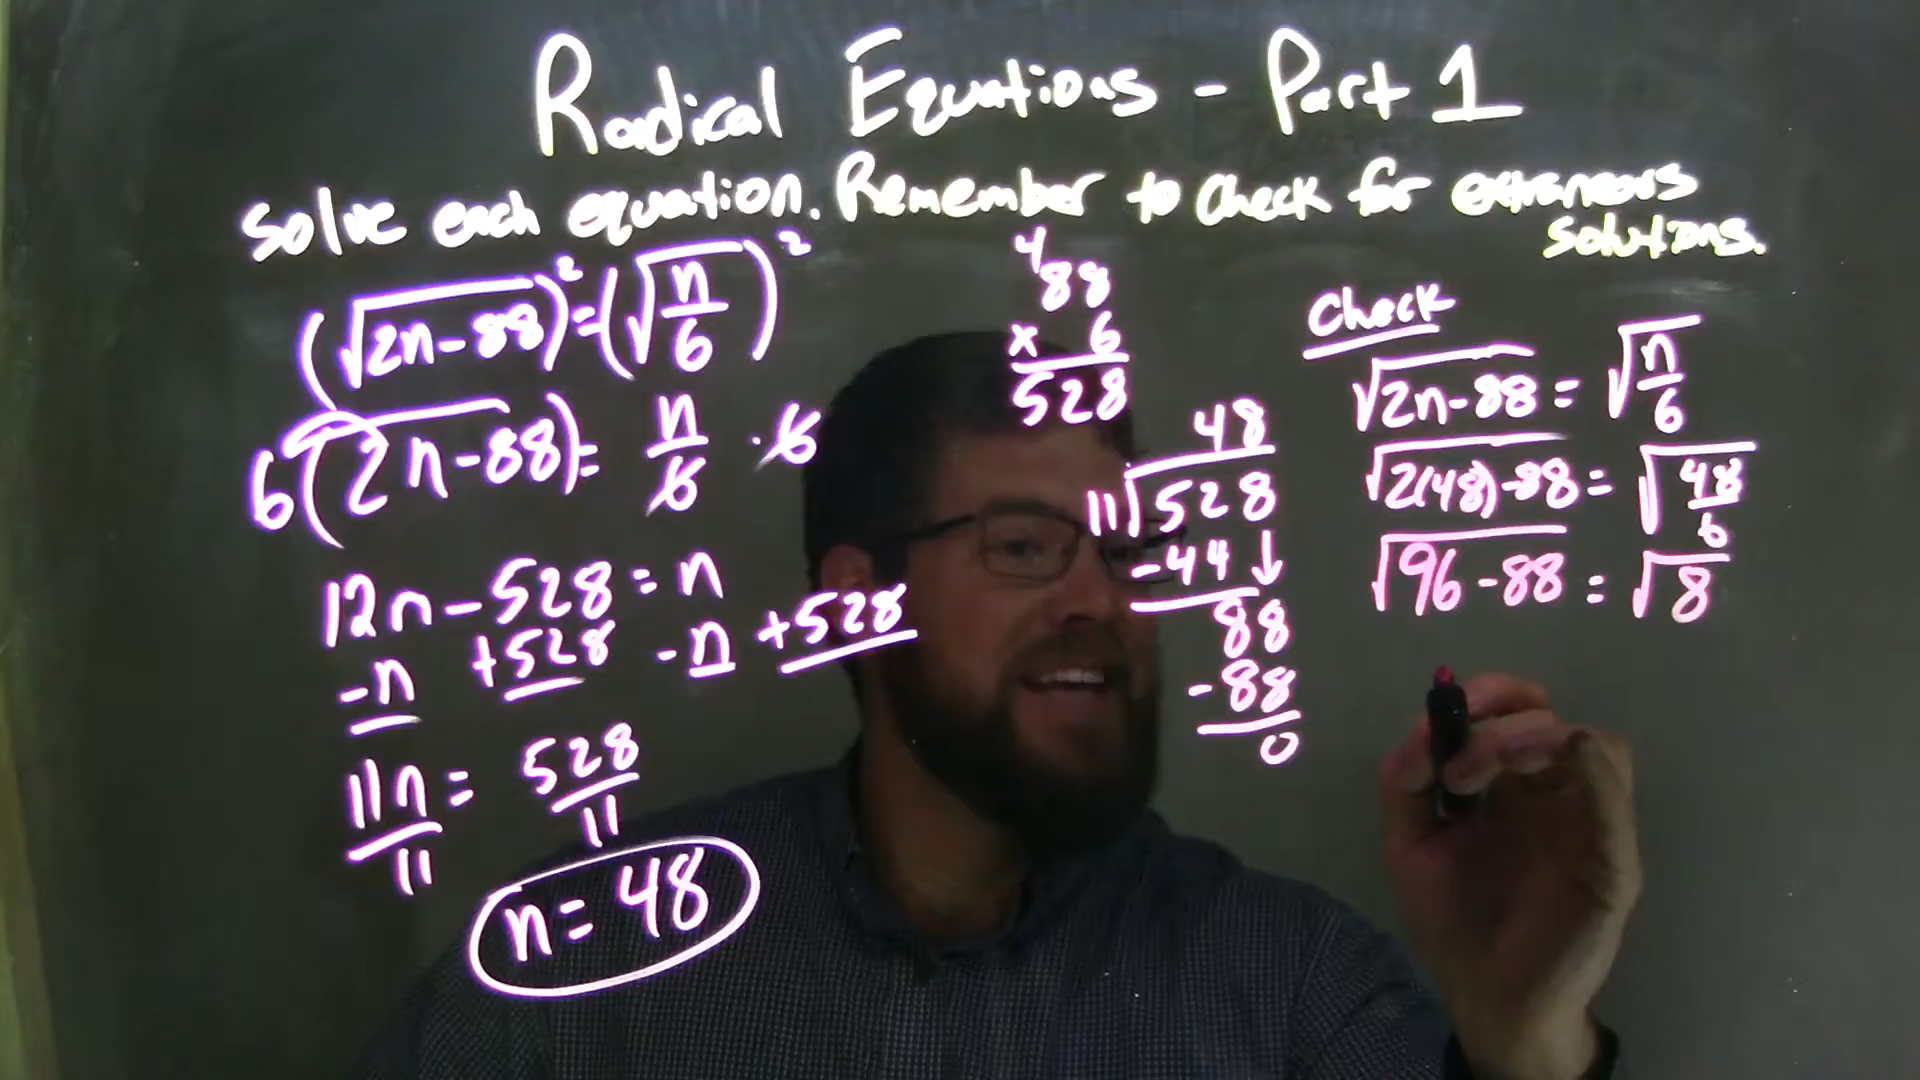 Radical Equations - Part 1
Solve each equation. Remember to check for extraneous
solutions.
(√2n-88)²=(√n/6)²
6(2n-88)= n/6 ·6
12n-528=n
-n +528 -n +528
11n/11 = 528/11
n=48
4
88
x 6
528
48
11)528
-44↓
88
-88
0
Check
√2n-88 = √n/6
√2(48)-88 = √48/6
√96-88 = √8